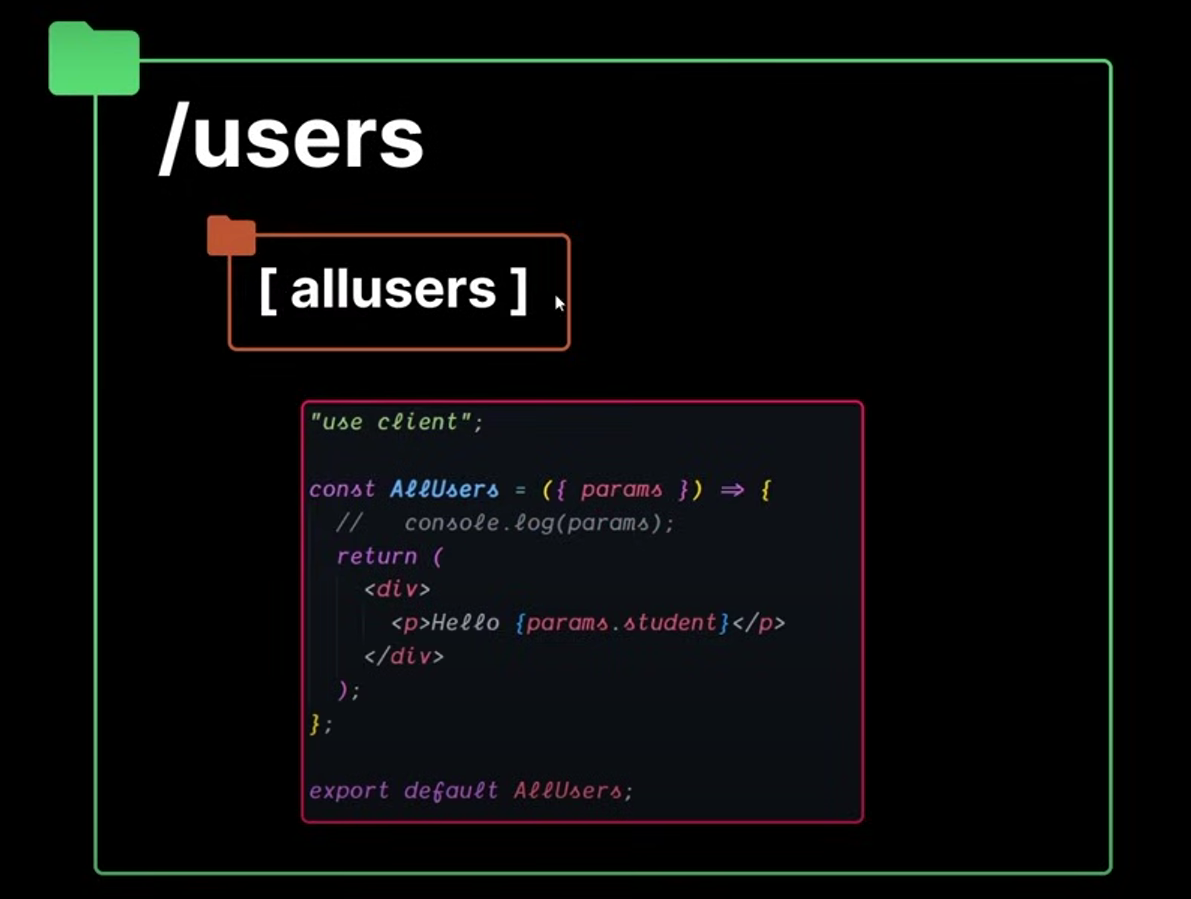 /users
[ allusers ]
"use client";
const AllUsers = ({ params }) => {
//   console.log(params);
return (
<div>
<p>Hello {params.student}</p>
</div>
);
};
export default AllUsers;